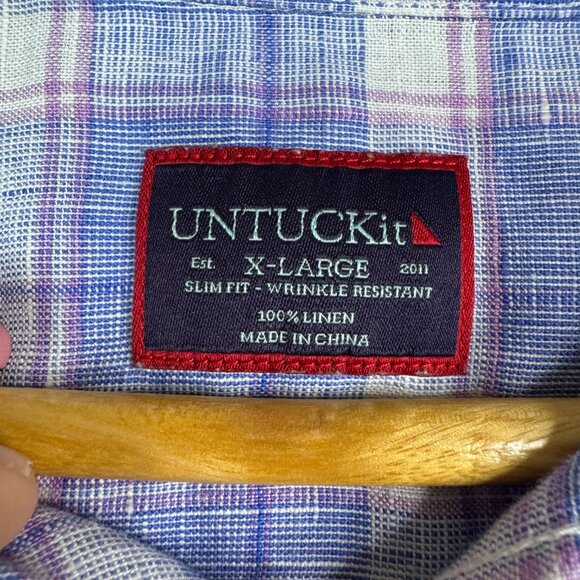 UNTUCKit
Est. X-LARGE 2011
SLIM FIT - WRINKLE RESISTANT
100% LINEN
MADE IN CHINA